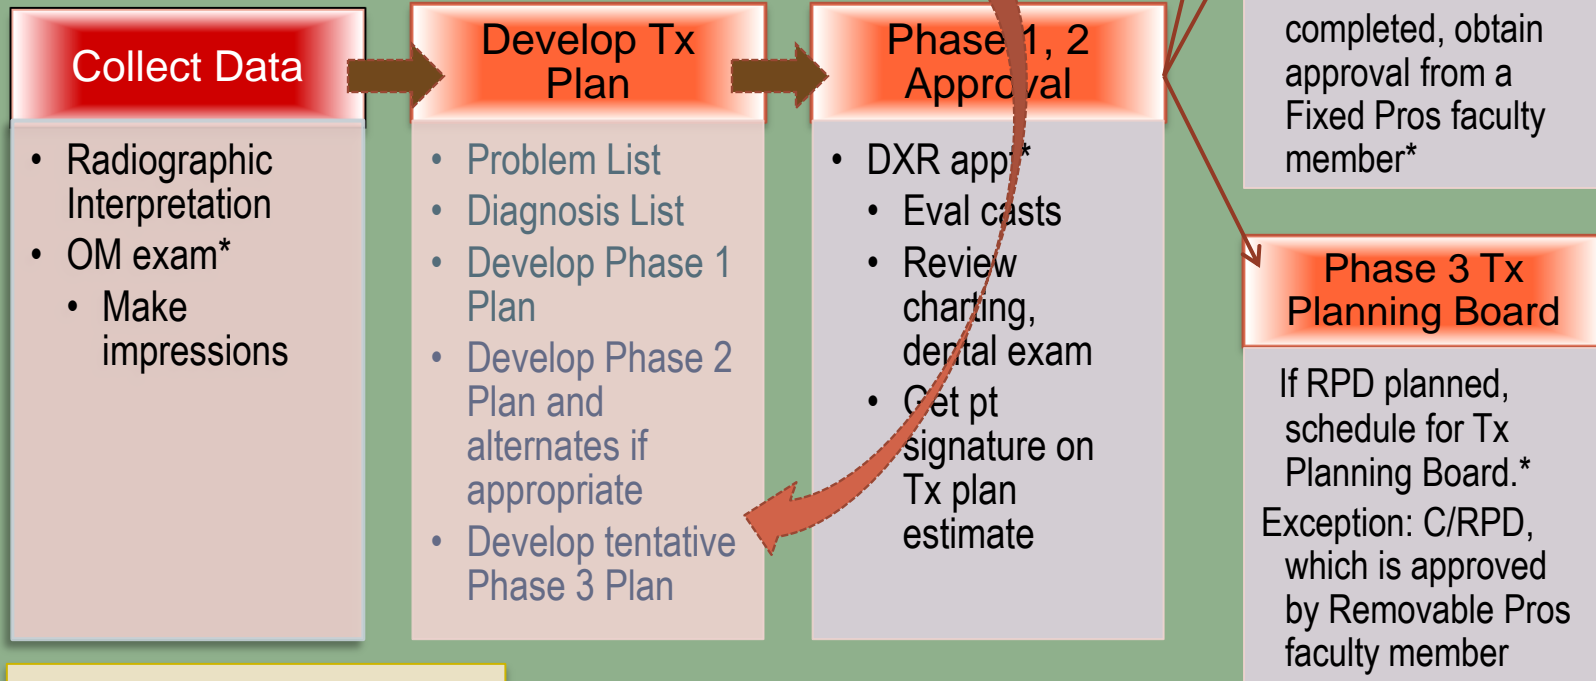 Collect Data
• Radiographic
Interpretation
• OM exam*
• Make
impressions
Develop Tx
Plan
• Problem List
• Diagnosis List
• Develop Phase 1
Plan
• Develop Phase 2
Plan and
alternates if
appropriate
• Develop tentative
Phase 3 Plan
Phase 1, 2
Approval
• DXR appt*
• Eval casts
• Review
charting,
dental exam
• Get pt
signature on
Tx plan
estimate
completed, obtain
approval from a
Fixed Pros faculty
member*
Phase 3 Tx
Planning Board
If RPD planned,
schedule for Tx
Planning Board.*
Exception: C/RPD,
which is approved
by Removable Pros
faculty member